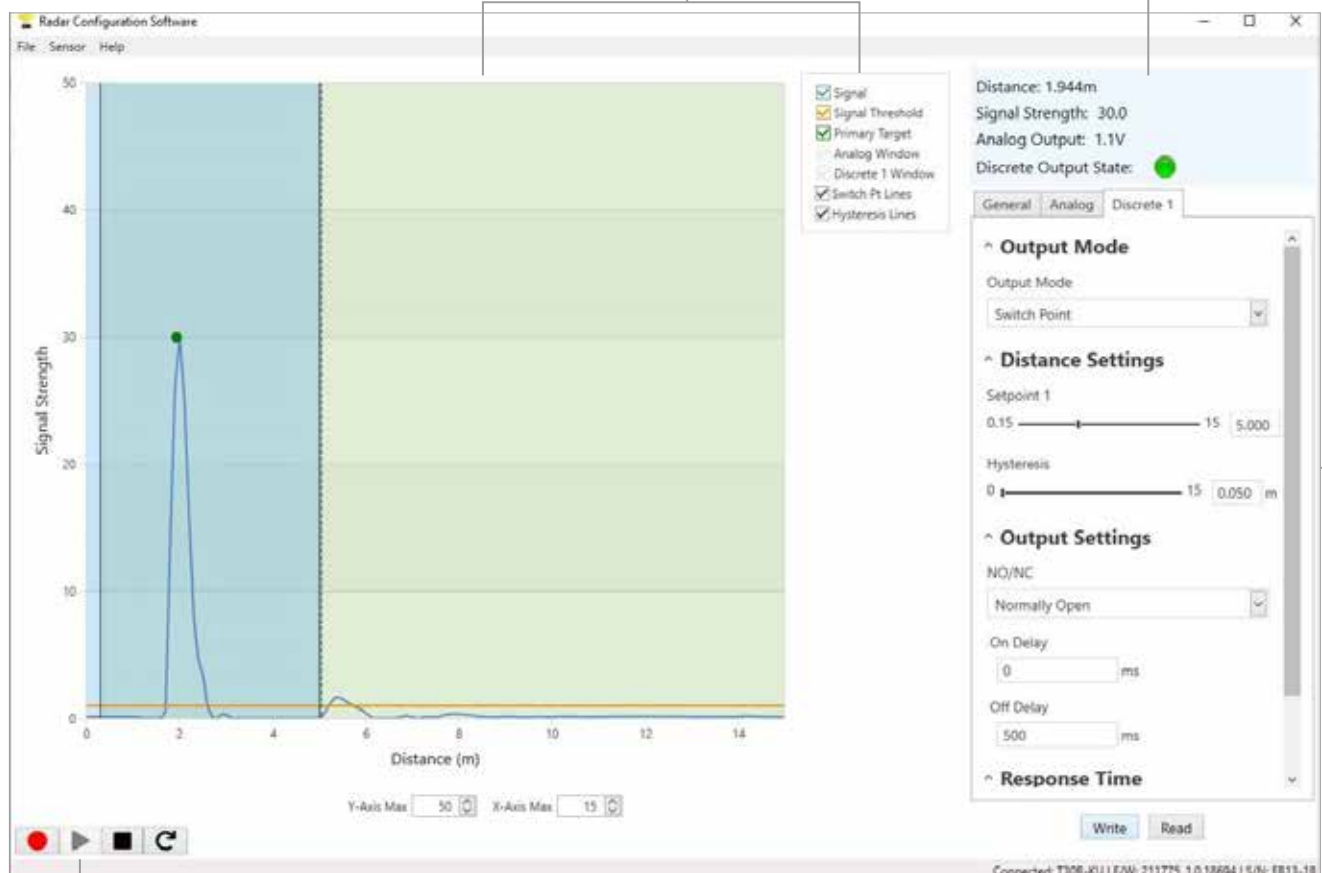 Radar Configuration Software
File Sensor Help
50
40
30
20
10
0
Signal Strength
0 2 4 6 8 10 12 14
Distance (m)
Y-Axis Max 50 X-Axis Max 15
Signal
Signal Threshold
Primary Target
Analog Window
Discrete 1 Window
Switch Pt Lines
Hysteresis Lines
Distance: 1.944m
Signal Strength: 30.0
Analog Output: 1.1V
Discrete Output State:
General Analog Discrete 1
Output Mode
Output Mode
Switch Point
Distance Settings
Setpoint 1
0.15 15 5.000
Hysteresis
0 15 0.050 m
Output Settings
NO/NC
Normally Open
On Delay
0 ms
Off Delay
500 ms
Response Time
Write Read
Connected: